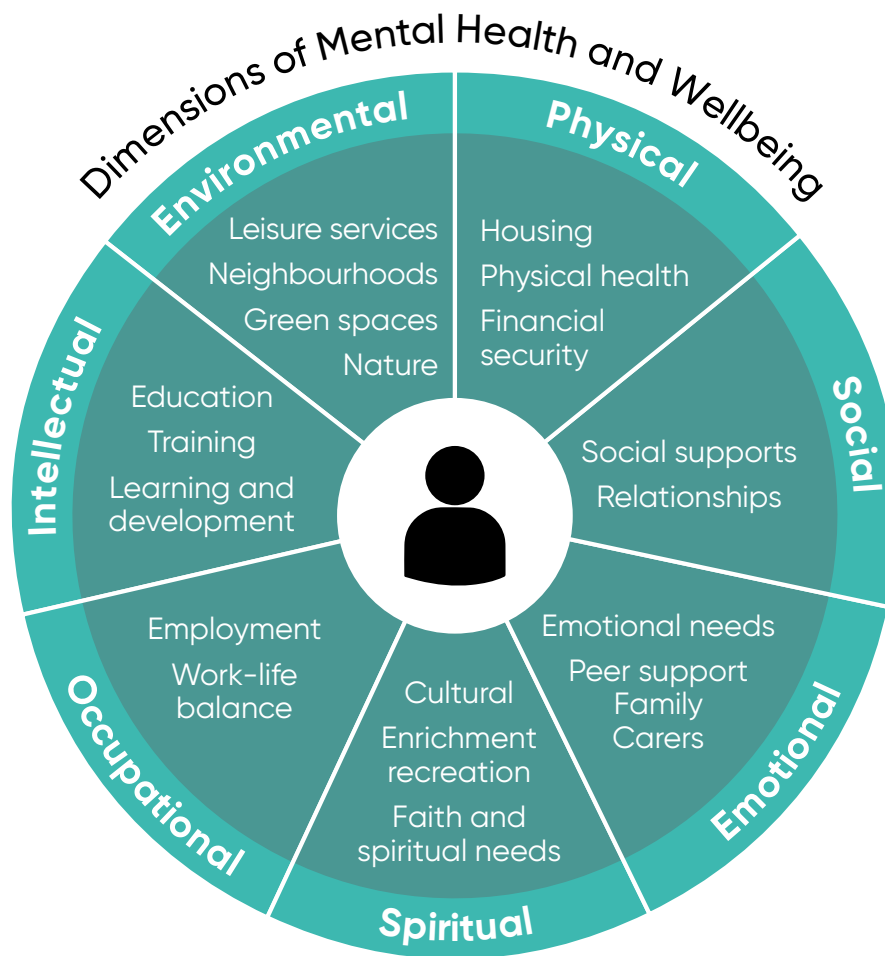 Dimensions of Mental Health and Wellbeing
Physical
Housing
Physical health
Financial
security
Social
Social supports
Relationships
Emotional
Emotional needs
Peer support
Family
Carers
Spiritual
Cultural
Enrichment
recreation
Faith and
spiritual needs
Occupational
Employment
Work-life
balance
Intellectual
Education
Training
Learning and
development
Environmental
Leisure services
Neighbourhoods
Green spaces
Nature